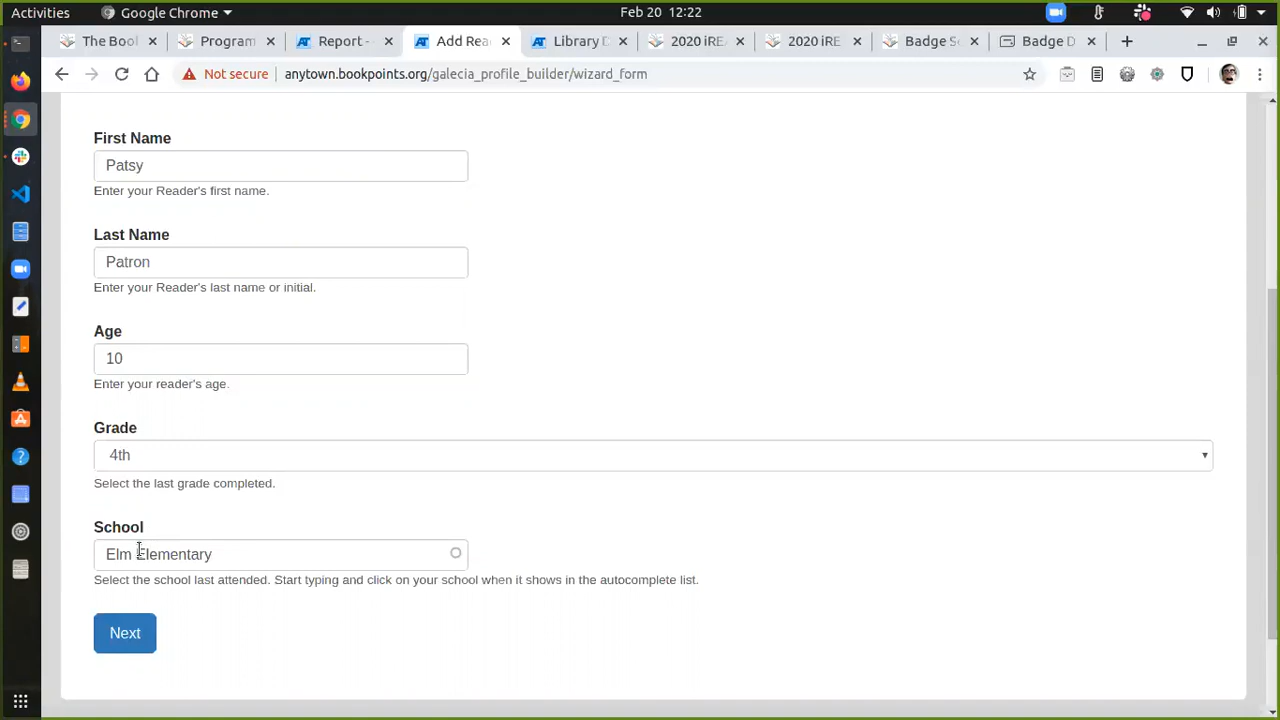 Activities
Google Chrome
Feb 20 12:22
The Bool
Program
Report -
Add Rea
Library D
2020 iRE
2020 iRE
Badge S
Badge D
Not secure
anytown.bookpoints.org/galecia_profile_builder/wizard_form
First Name
Patsy
Enter your Reader's first name.
Last Name
Patron
Enter your Reader's last name or initial.
Age
10
Enter your reader's age.
Grade
4th
Select the last grade completed.
School
Elm Elementary
Select the school last attended. Start typing and click on your school when it shows in the autocomplete list.
Next